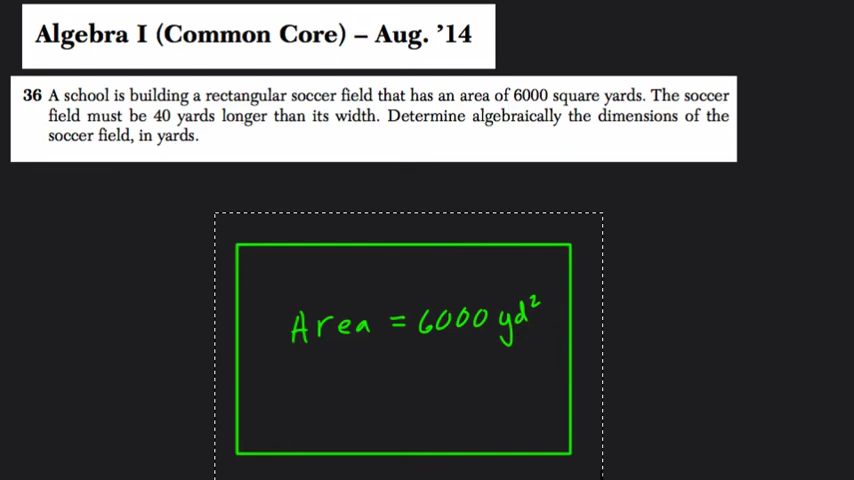 Algebra I (Common Core) – Aug. ’14
36 A school is building a rectangular soccer field that has an area of 6000 square yards. The soccer
field must be 40 yards longer than its width. Determine algebraically the dimensions of the
soccer field, in yards.
Area = 6000 yd²